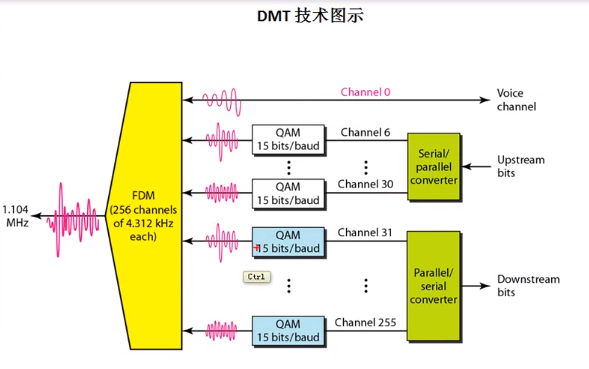 DMT 技术图示
Channel 0
Voice
channel
QAM
15 bits/baud
Channel 6
Serial/
parallel
converter
Upstream
bits
QAM
15 bits/baud
Channel 30
1.104
MHz
FDM
(256 channels
of 4.312 kHz
each)
QAM
15 bits/baud
Channel 31
Ctrl
Parallel/
serial
converter
Downstream
bits
QAM
15 bits/baud
Channel 255